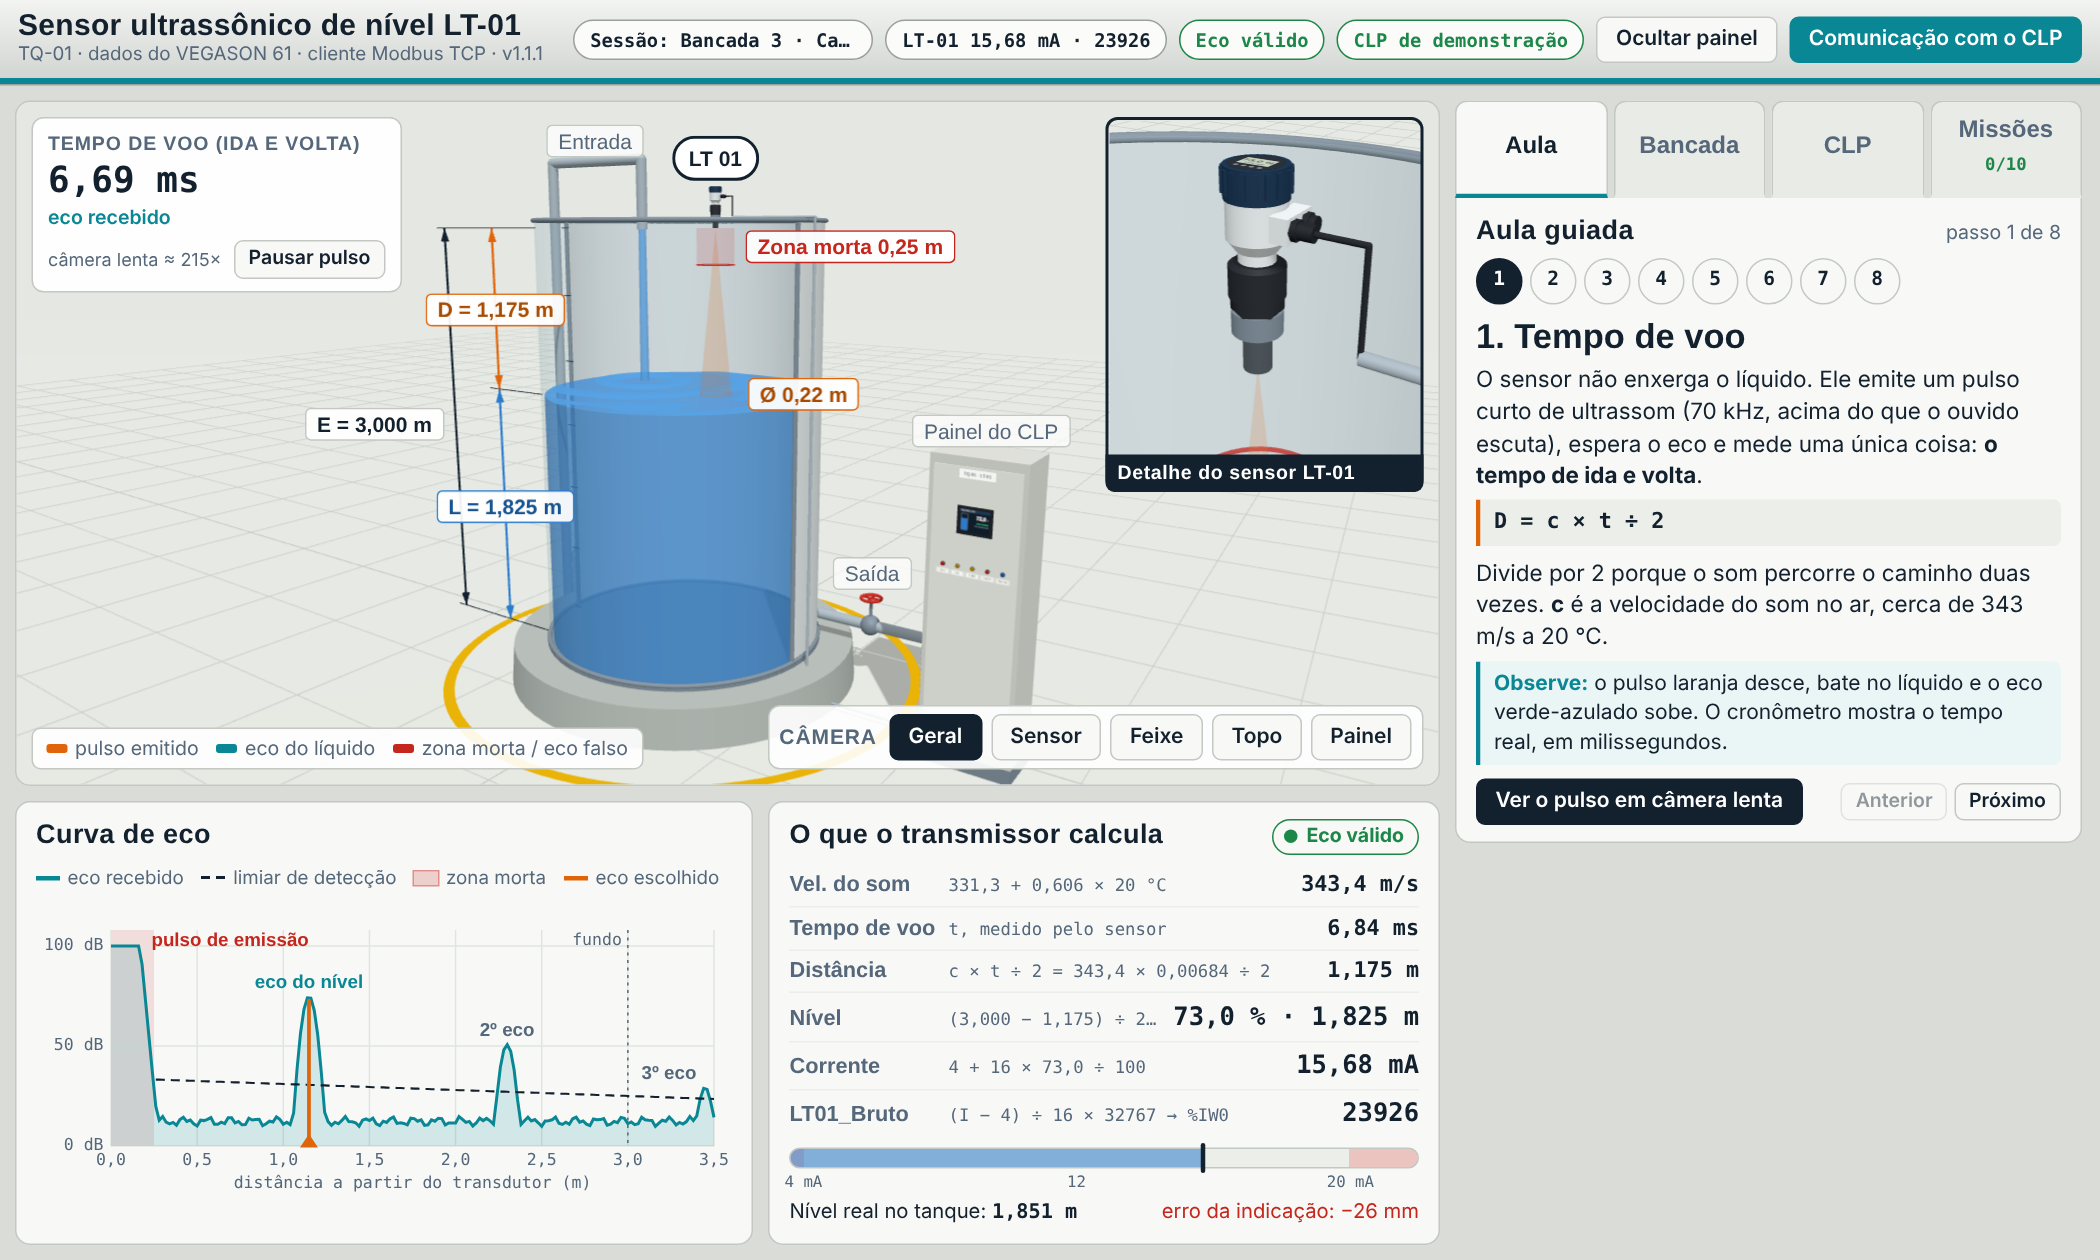 Sensor ultrassônico de nível LT-01
TQ-01 · dados do VEGASON 61 · cliente Modbus TCP · v1.1.1
Sessão: Bancada 3 · Ca…
LT-01 15,68 mA · 23926
Eco válido
CLP de demonstração
Ocultar painel
Comunicação com o CLP
TEMPO DE VOO (IDA E VOLTA)
6,69 ms
eco recebido
câmera lenta ≈ 215×
Pausar pulso
Entrada
LT 01
Zona morta 0,25 m
D = 1,175 m
Ø 0,22 m
E = 3,000 m
L = 1,825 m
Painel do CLP
Saída
Detalhe do sensor LT-01
pulso emitido
eco do líquido
zona morta / eco falso
CÂMERA
Geral
Sensor
Feixe
Topo
Painel
Aula
Bancada
CLP
Missões
0/10
Aula guiada
passo 1 de 8
1 2 3 4 5 6 7 8
1. Tempo de voo
O sensor não enxerga o líquido. Ele emite um pulso
curto de ultrassom (70 kHz, acima do que o ouvido
escuta), espera o eco e mede uma única coisa: o
tempo de ida e volta.
D = c × t ÷ 2
Divide por 2 porque o som percorre o caminho duas
vezes. c é a velocidade do som no ar, cerca de 343
m/s a 20 °C.
Observe: o pulso laranja desce, bate no líquido e o eco
verde-azulado sobe. O cronômetro mostra o tempo
real, em milissegundos.
Ver o pulso em câmera lenta
Anterior
Próximo
Curva de eco
eco recebido
limiar de detecção
zona morta
eco escolhido
100 dB
50 dB
0 dB
pulso de emissão
eco do nível
2º eco
3º eco
fundo
0,0 0,5 1,0 1,5 2,0 2,5 3,0 3,5
distância a partir do transdutor (m)
O que o transmissor calcula
Eco válido
Vel. do som 331,3 + 0,606 × 20 °C 343,4 m/s
Tempo de voo t, medido pelo sensor 6,84 ms
Distância c × t ÷ 2 = 343,4 × 0,00684 ÷ 2 1,175 m
Nível (3,000 − 1,175) ÷ 2… 73,0 % · 1,825 m
Corrente 4 + 16 × 73,0 ÷ 100 15,68 mA
LT01_Bruto (I − 4) ÷ 16 × 32767 → %IW0 23926
4 mA 12 20 mA
Nível real no tanque: 1,851 m
erro da indicação: −26 mm